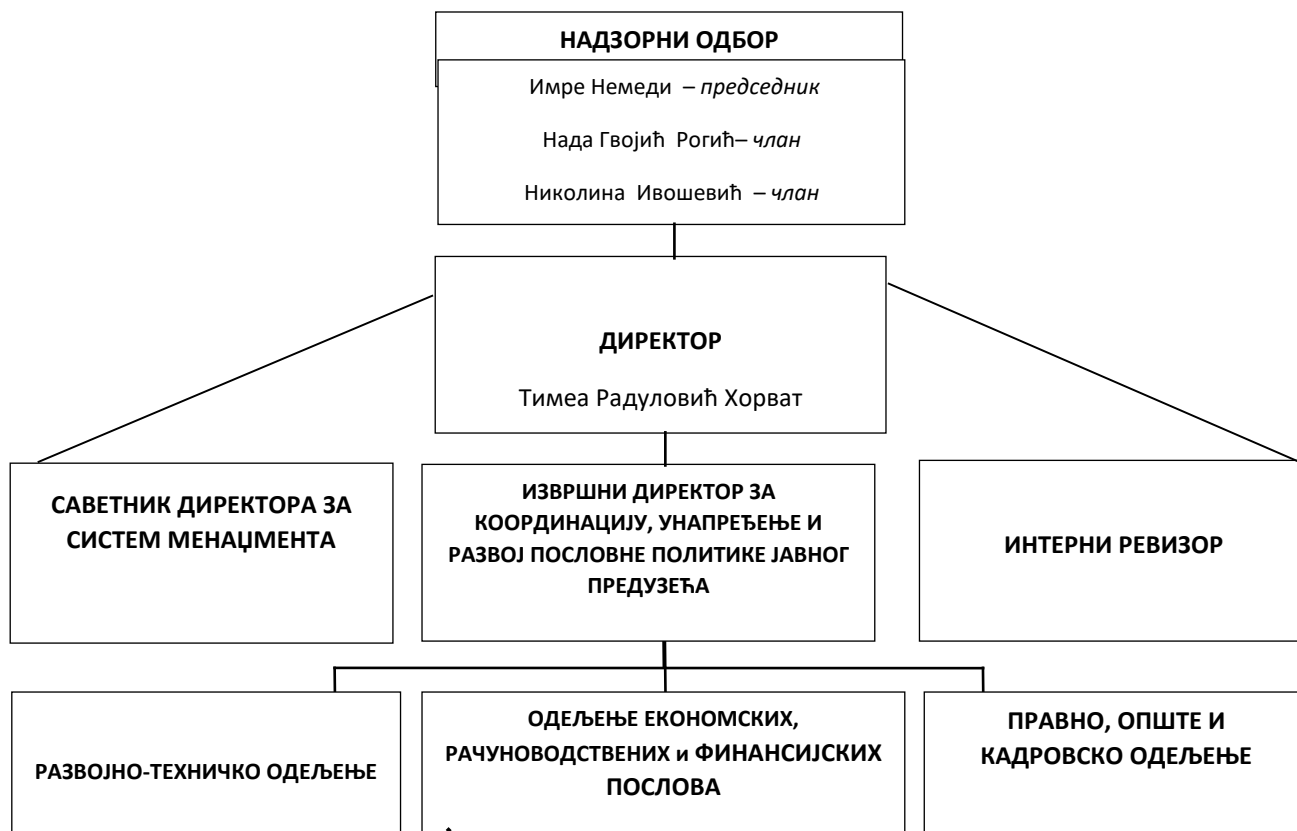 НАДЗОРНИ ОДБОР
Имре Немеди – председник
Нада Гвојић Рогић– члан
Николина Ивошевић – члан
ДИРЕКТОР
Тимеа Радуловић Хорват
САВЕТНИК ДИРЕКТОРА ЗА
СИСТЕМ МЕНАЏМЕНТА
ИЗВРШНИ ДИРЕКТОР ЗА
КООРДИНАЦИЈУ, УНАПРЕЂЕЊЕ И
РАЗВОЈ ПОСЛОВНЕ ПОЛИТИКЕ ЈАВНОГ
ПРЕДУЗЕЋА
ИНТЕРНИ РЕВИЗОР
РАЗВОЈНО-ТЕХНИЧКО ОДЕЉЕЊЕ
ОДЕЉЕЊЕ ЕКОНОМСКИХ,
РАЧУНОВОДСТВЕНИХ и ФИНАНСИЈСКИХ
ПОСЛОВА
ПРАВНО, ОПШТЕ И
КАДРОВСКО ОДЕЉЕЊЕ